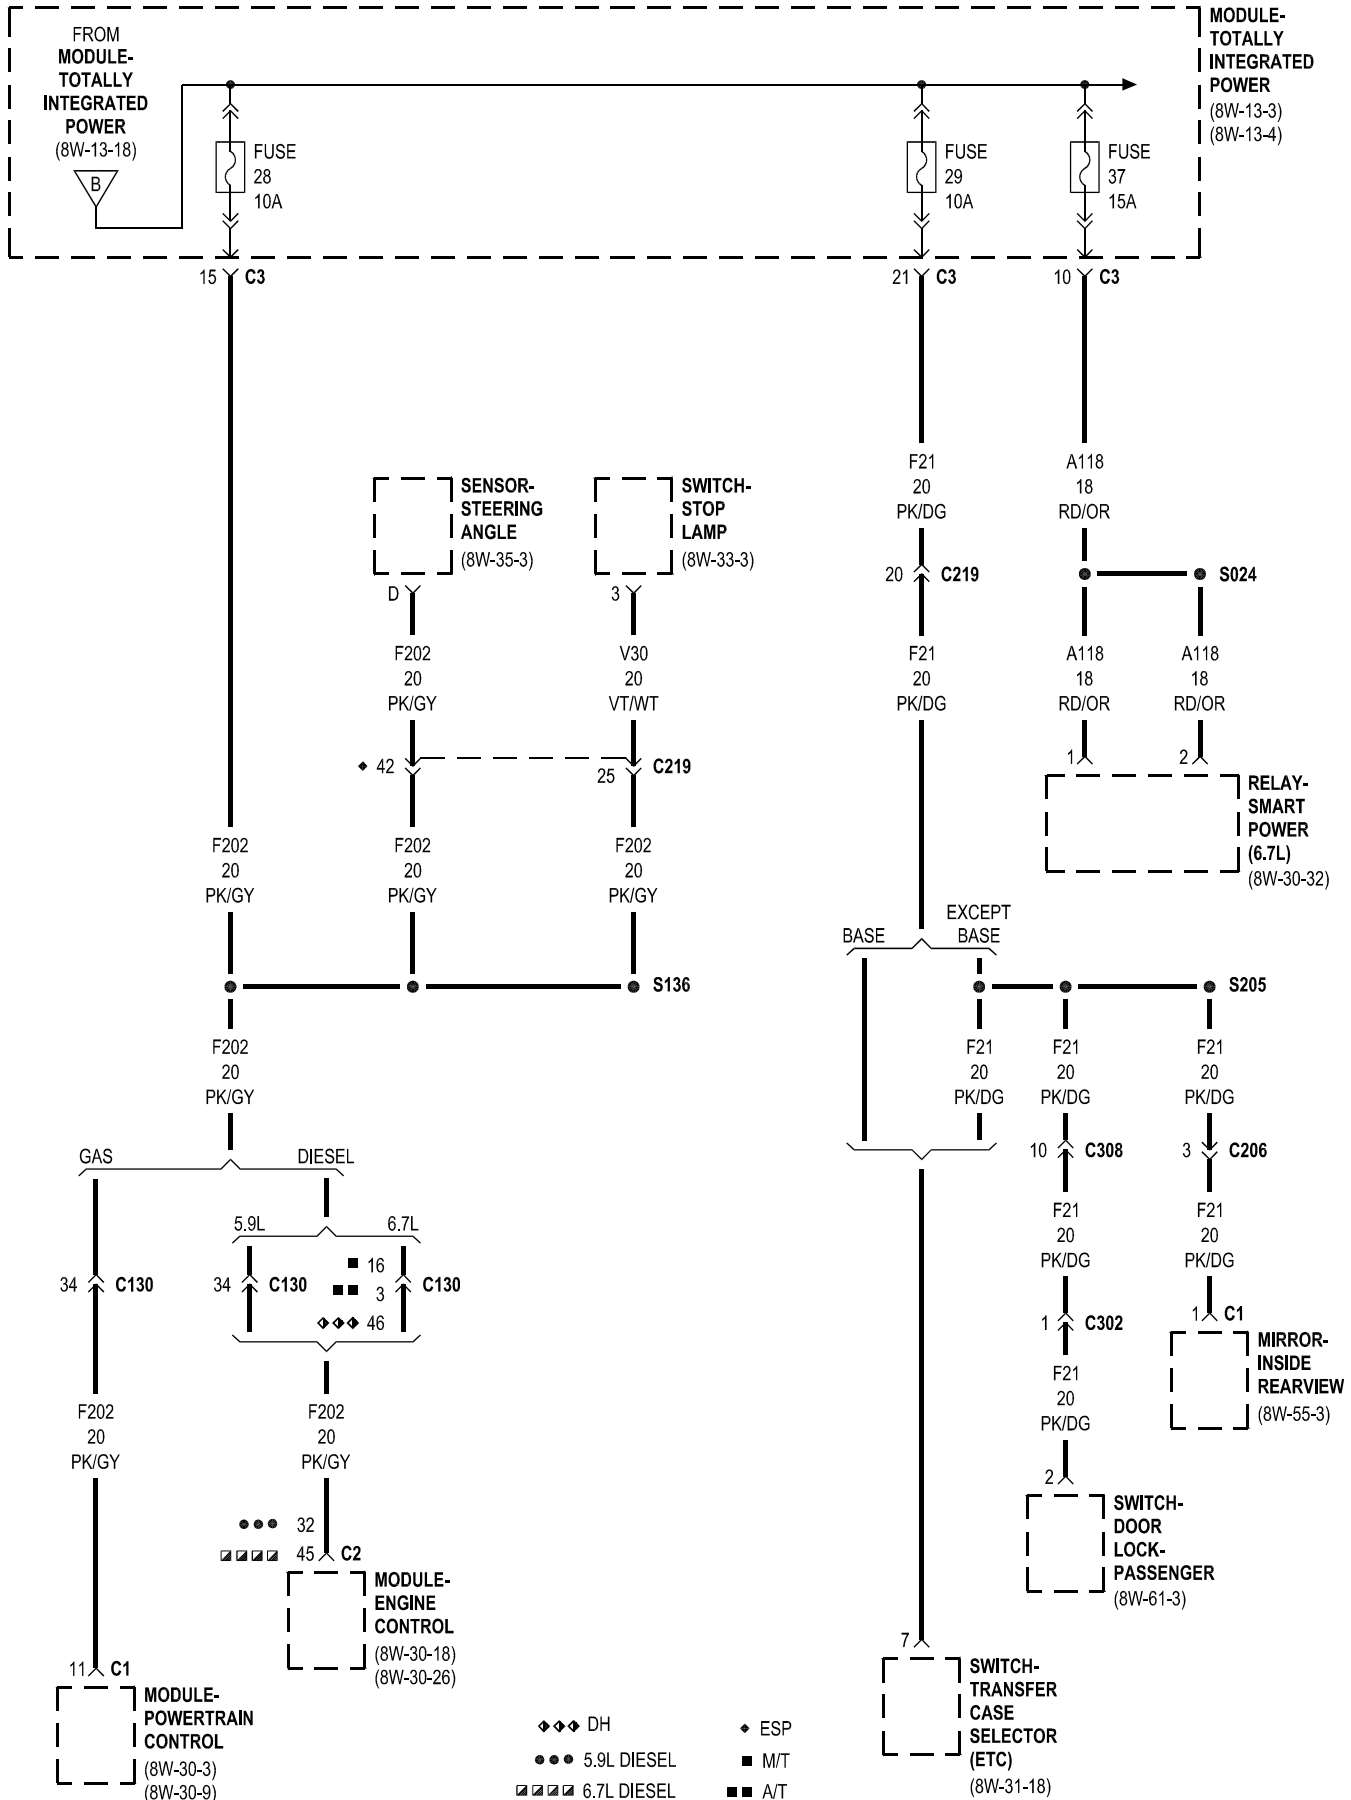 FROM
MODULE-
TOTALLY
INTEGRATED
POWER
(8W-13-18)
B
MODULE-
TOTALLY
INTEGRATED
POWER
(8W-13-3)
(8W-13-4)
FUSE
28
10A
FUSE
29
10A
FUSE
37
15A
15 C3
21 C3
10 C3
F21
20
PK/DG
A118
18
RD/OR
SENSOR-
STEERING
ANGLE
(8W-35-3)
SWITCH-
STOP
LAMP
(8W-33-3)
20 C219
S024
D
3
F202
20
PK/GY
V30
20
VT/WT
F21
20
PK/DG
A118
18
RD/OR
A118
18
RD/OR
42
25 C219
1
2
RELAY-
SMART
POWER
(6.7L)
(8W-30-32)
F202
20
PK/GY
F202
20
PK/GY
F202
20
PK/GY
BASE
EXCEPT
BASE
S136
S205
F202
20
PK/GY
F21
20
PK/DG
F21
20
PK/DG
F21
20
PK/DG
GAS
DIESEL
10 C308
3 C206
5.9L
6.7L
34 C130
34 C130
16
3
46
C130
F21
20
PK/DG
F21
20
PK/DG
1 C302
1 C1
MIRROR-
INSIDE
REARVIEW
(8W-55-3)
F21
20
PK/DG
F202
20
PK/GY
F202
20
PK/GY
2
SWITCH-
DOOR
LOCK-
PASSENGER
(8W-61-3)
32
45 C2
MODULE-
ENGINE
CONTROL
(8W-30-18)
(8W-30-26)
11 C1
MODULE-
POWERTRAIN
CONTROL
(8W-30-3)
(8W-30-9)
7
SWITCH-
TRANSFER
CASE
SELECTOR
(ETC)
(8W-31-18)
DH
5.9L DIESEL
6.7L DIESEL
ESP
M/T
A/T